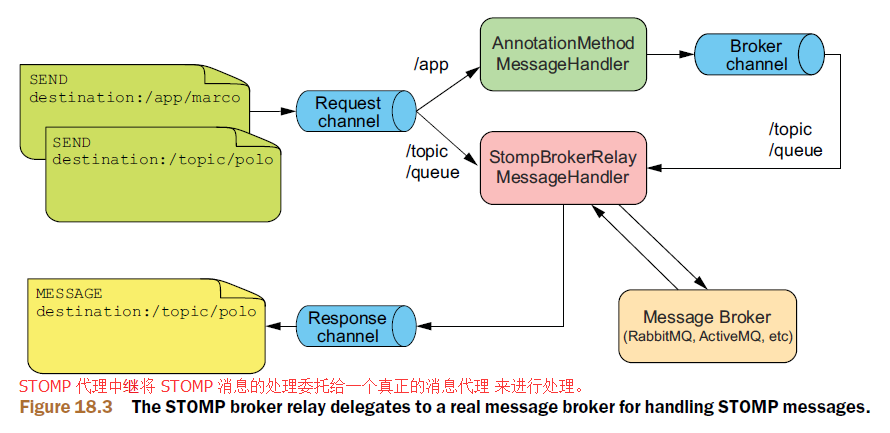 AnnotationMethod
MessageHandler
Broker
channel
/app
SEND
destination:/app/marco
Request
channel
SEND
destination:/topic/polo
/topic
/queue
StompBrokerRelay
MessageHandler
/topic
/queue
MESSAGE
destination:/topic/polo
Response
channel
Message Broker
(RabbitMQ, ActiveMQ, etc)
STOMP 代理中继将 STOMP 消息的处理委托给一个真正的消息代理 来进行处理。
Figure 18.3 The STOMP broker relay delegates to a real message broker for handling STOMP messages.